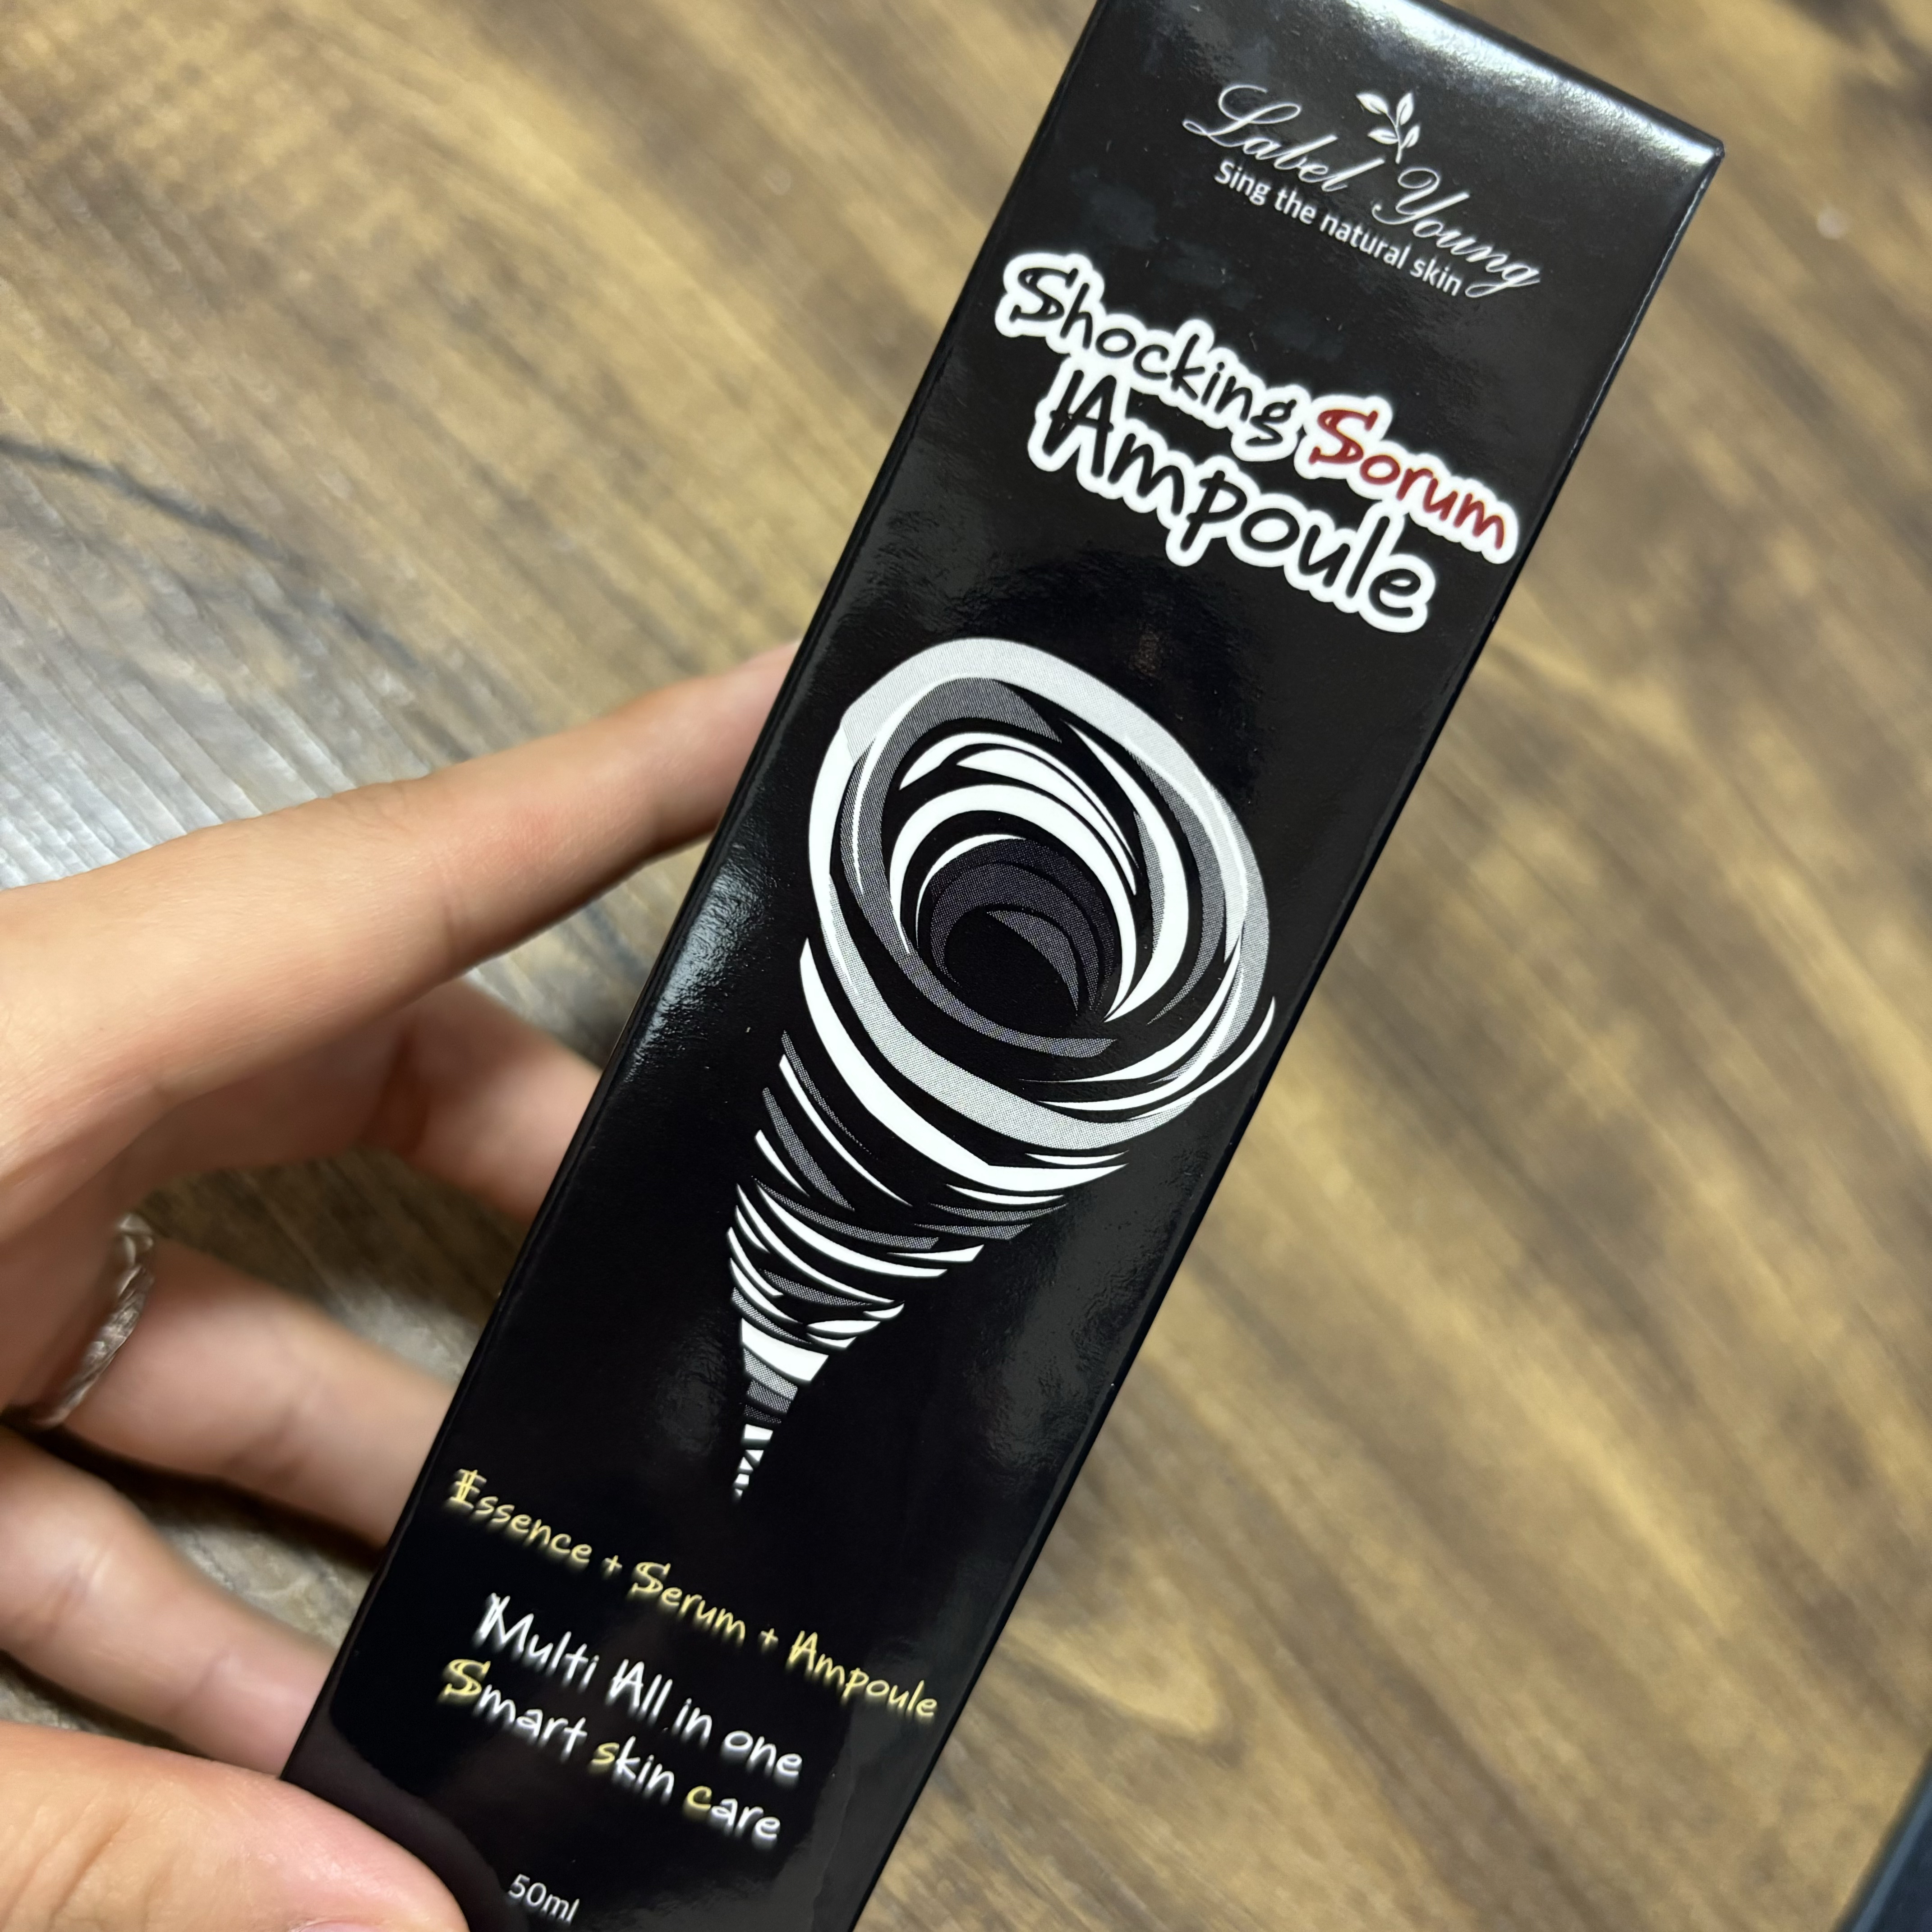 Label Young
Sing the natural skin
Shocking Sorum
Ampoule
Essence + Serum + Ampoule
Multi All in one
Smart skin care
50ml